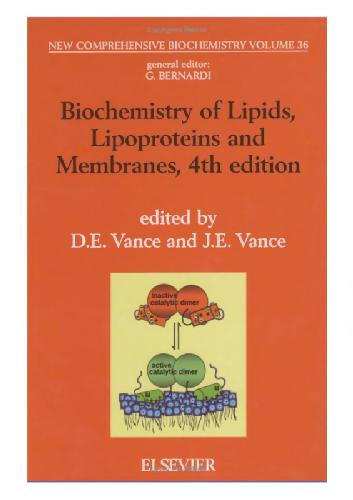 NEW COMPREHENSIVE BIOCHEMISTRY VOLUME 36
general editor:
G. BERNARDI
Biochemistry of Lipids,
Lipoproteins and
Membranes, 4th edition
edited by
D.E. Vance and J.E. Vance
inactive
catalytic dimer
active
catalytic dimer
M
ELSEVIER